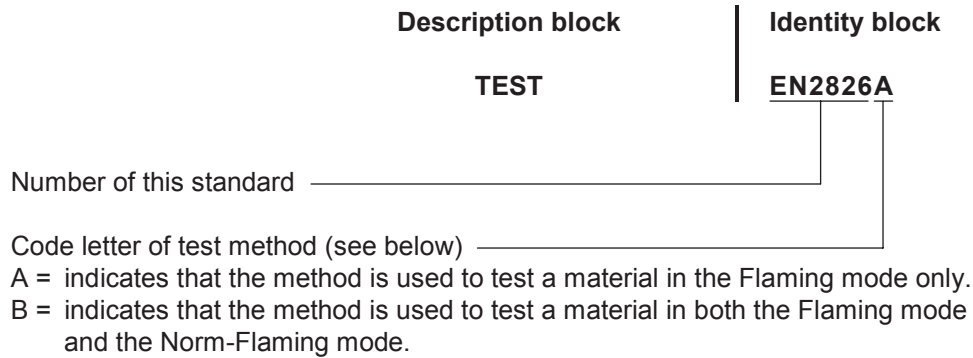 Description block Identity block
TEST EN2826A
Number of this standard
Code letter of test method (see below)
A = indicates that the method is used to test a material in the Flaming mode only.
B = indicates that the method is used to test a material in both the Flaming mode
and the Norm-Flaming mode.